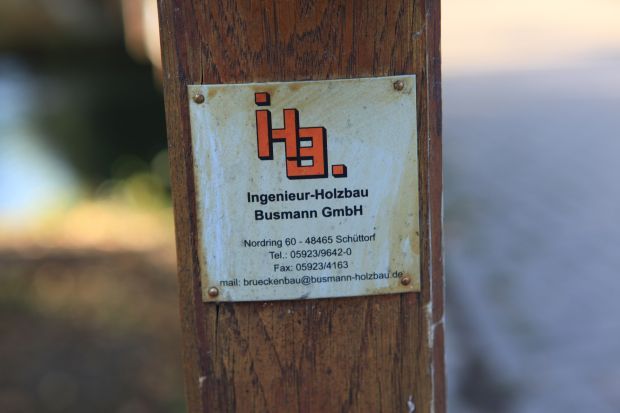 iHB.
Ingenieur-Holzbau
Busmann GmbH
Nordring 60 - 48465 Schüttorf
Tel.: 05923/9642-0
Fax: 05923/4163
mail: brueckenbau@busmann-holzbau.de